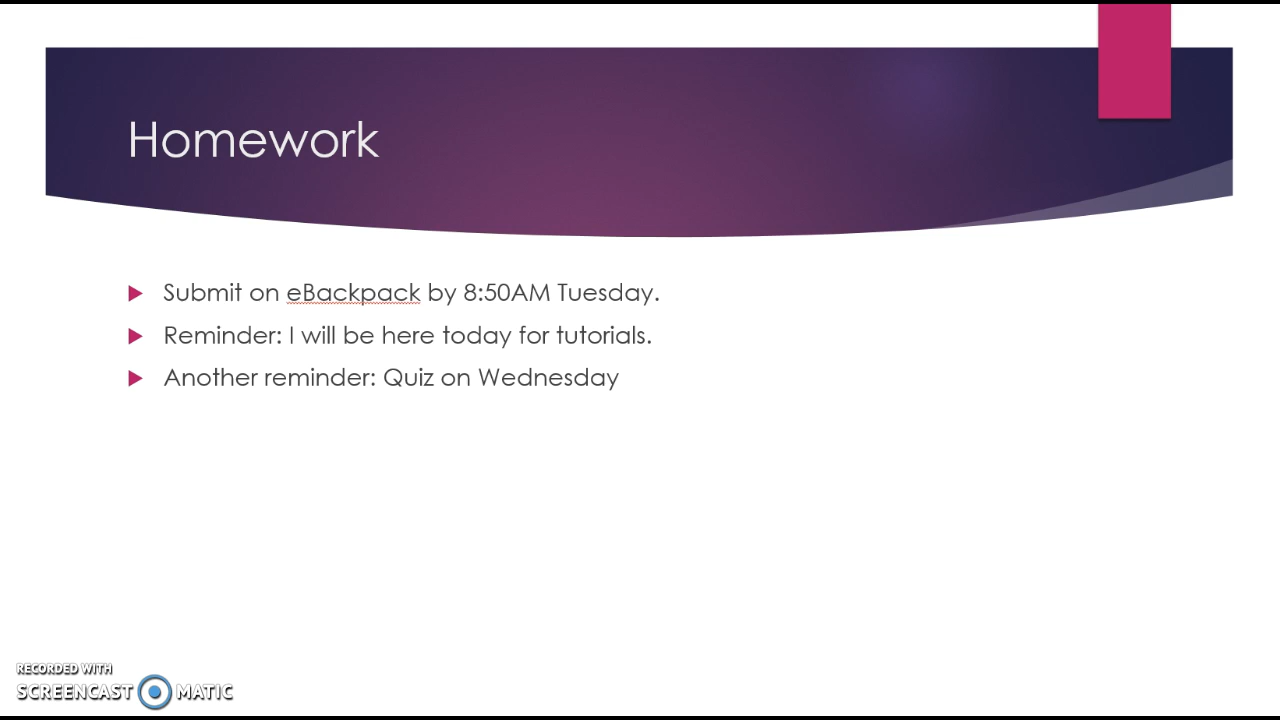 Homework
Submit on eBackpack by 8:50AM Tuesday.
Reminder: I will be here today for tutorials.
Another reminder: Quiz on Wednesday
RECORDED WITH
SCREENCAST MATIC